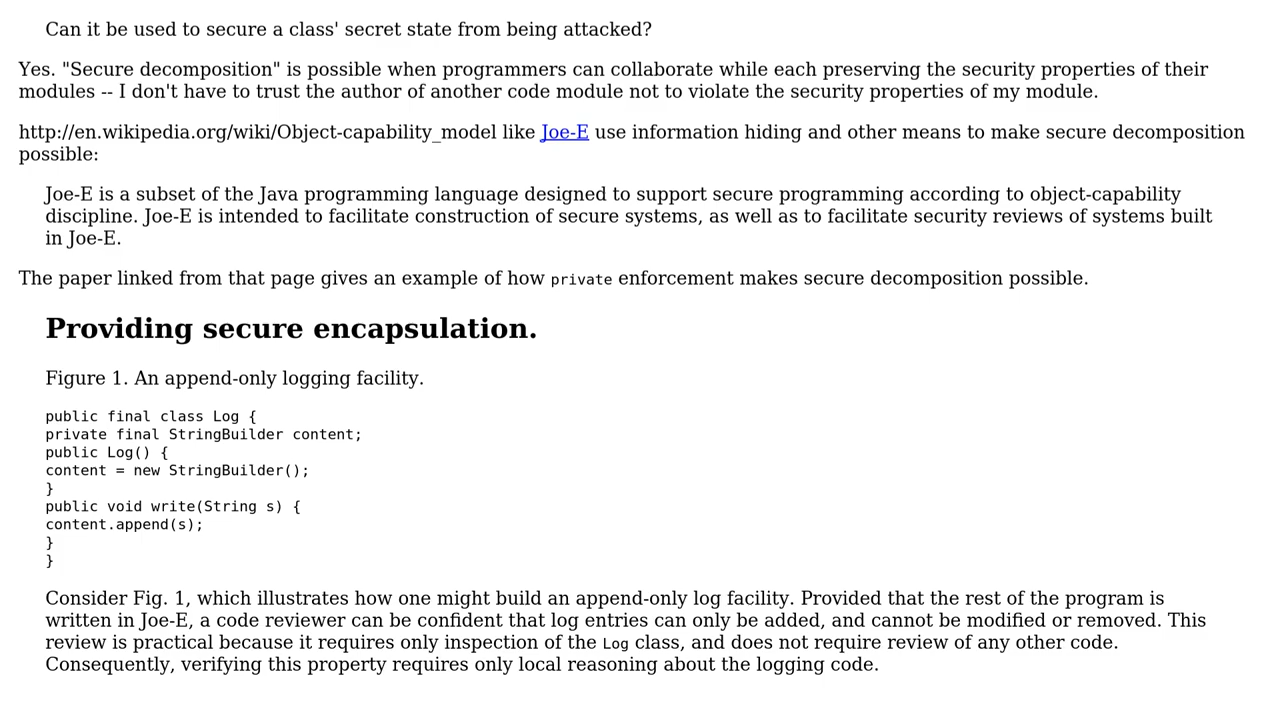 Can it be used to secure a class' secret state from being attacked?
Yes. "Secure decomposition" is possible when programmers can collaborate while each preserving the security properties of their
modules -- I don't have to trust the author of another code module not to violate the security properties of my module.
http://en.wikipedia.org/wiki/Object-capability_model like Joe-E use information hiding and other means to make secure decomposition
possible:
Joe-E is a subset of the Java programming language designed to support secure programming according to object-capability
discipline. Joe-E is intended to facilitate construction of secure systems, as well as to facilitate security reviews of systems built
in Joe-E.
The paper linked from that page gives an example of how private enforcement makes secure decomposition possible.
Providing secure encapsulation.
Figure 1. An append-only logging facility.
public final class Log {
private final StringBuilder content;
public Log() {
content = new StringBuilder();
}
public void write(String s) {
content.append(s);
}
}
Consider Fig. 1, which illustrates how one might build an append-only log facility. Provided that the rest of the program is
written in Joe-E, a code reviewer can be confident that log entries can only be added, and cannot be modified or removed. This
review is practical because it requires only inspection of the Log class, and does not require review of any other code.
Consequently, verifying this property requires only local reasoning about the logging code.